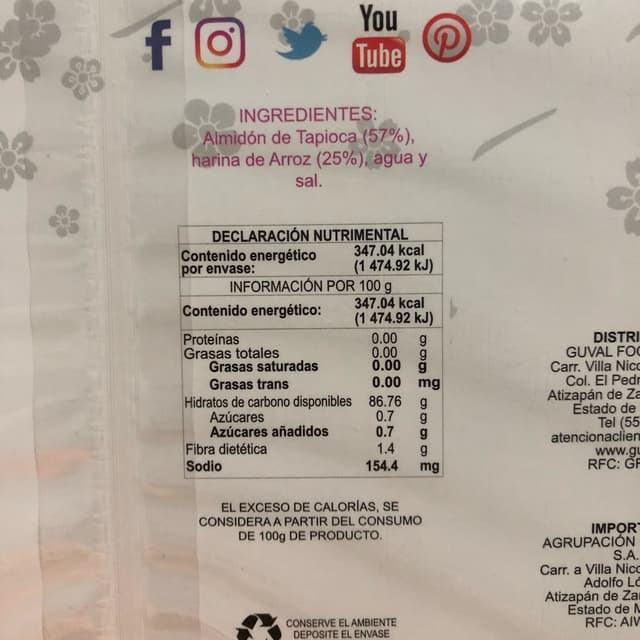 You
Tube
INGREDIENTES:
Almidón de Tapioca (57%),
harina de Arroz (25%), agua y
sal.
DECLARACIÓN NUTRIMENTAL
Contenido energético por envase: 347.04 kcal (1 474.92 kJ)
INFORMACIÓN POR 100 g
Contenido energético: 347.04 kcal (1 474.92 kJ)
Proteínas 0.00 g
Grasas totales 0.00 g
Grasas saturadas 0.00 g
Grasas trans 0.00 mg
Hidratos de carbono disponibles 86.76 g
Azúcares 0.7 g
Azúcares añadidos 0.7 g
Fibra dietética 1.4 g
Sodio 154.4 mg
EL EXCESO DE CALORÍAS, SE
CONSIDERA A PARTIR DEL CONSUMO
DE 100g DE PRODUCTO.
CONSERVE EL AMBIENTE
DEPOSITE EL ENVASE
DISTRI
GUVAL FOO
Carr. Villa Nico
Col. El Pedr
Atizapán de Za
Estado de
Tel (55
atencionaclien
www.gu
RFC: GF
IMPORT
AGRUPACIÓN
S.A.
Carr. a Villa Nico
Adolfo Ló
Atizapán de Za
Estado de M
RFC: AIV